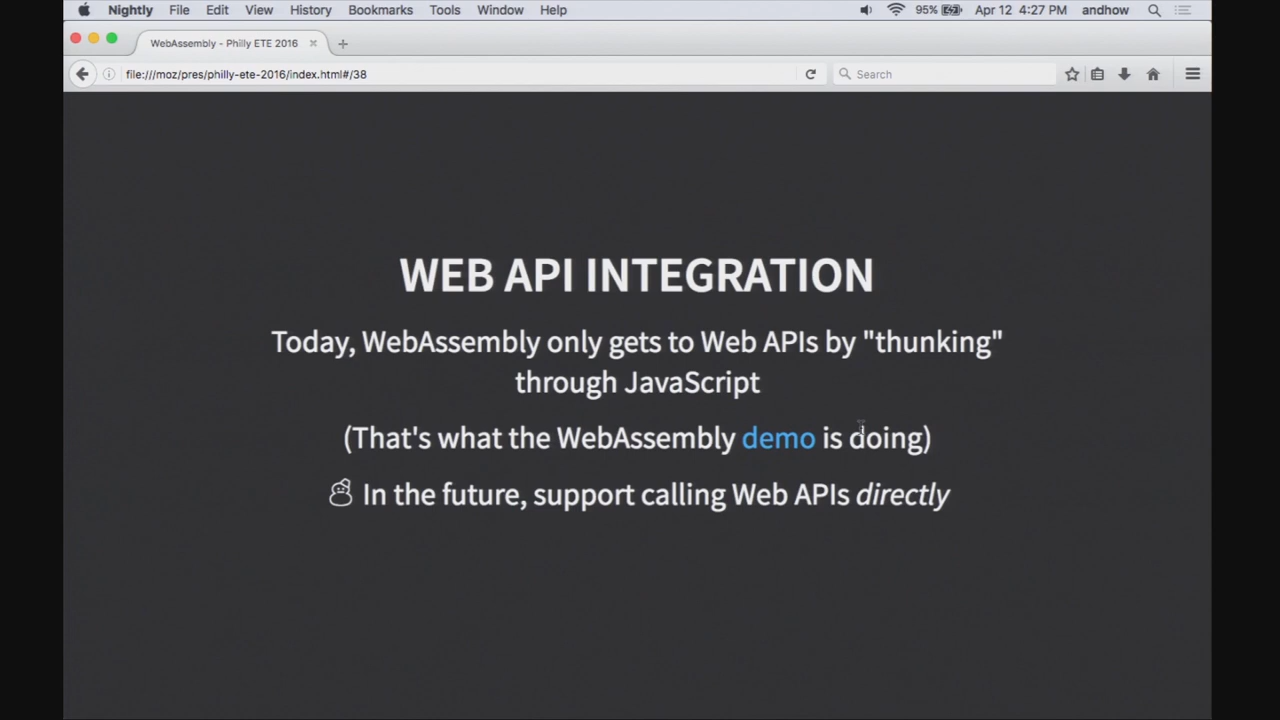 Nightly File Edit View History Bookmarks Tools Window Help 95% Apr 12 4:27 PM andhow
WebAssembly - Philly ETE 2016
file:///moz/pres/philly-ete-2016/index.html#/38 Search
WEB API INTEGRATION
Today, WebAssembly only gets to Web APIs by "thunking"
through JavaScript
(That's what the WebAssembly demo is doing)
In the future, support calling Web APIs directly